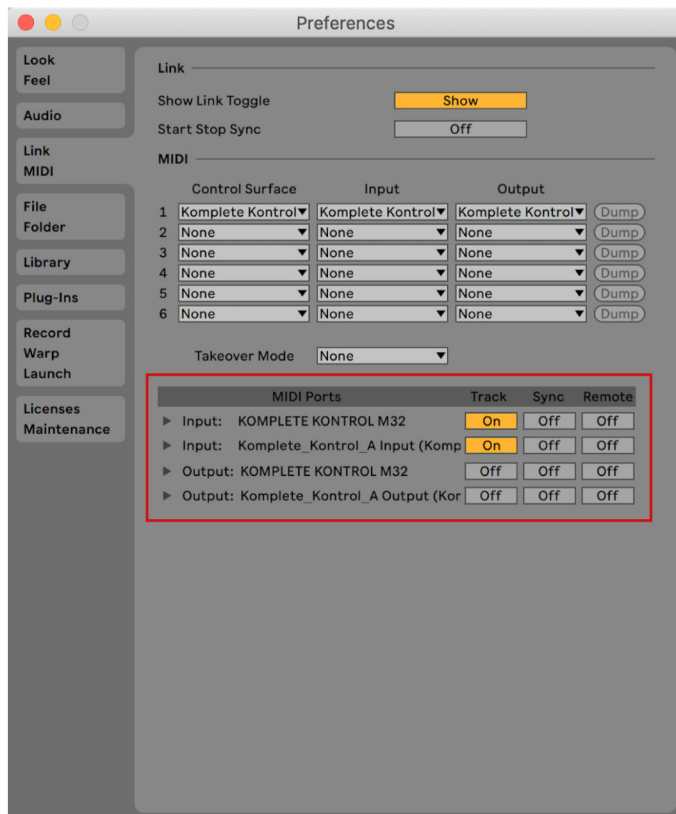 Preferences
Look
Feel
Audio
Link
MIDI
File
Folder
Library
Plug-Ins
Record
Warp
Launch
Licenses
Maintenance
Link
Show Link Toggle Show
Start Stop Sync Off
MIDI
Control Surface Input Output
1 Komplete Kontrol Komplete Kontrol Komplete Kontrol Dump
2 None None None Dump
3 None None None Dump
4 None None None Dump
5 None None None Dump
6 None None None Dump
Takeover Mode None
MIDI Ports Track Sync Remote
Input: KOMPLETE KONTROL M32 On Off Off
Input: Komplete_Kontrol_A Input (Komp On Off Off
Output: KOMPLETE KONTROL M32 Off Off Off
Output: Komplete_Kontrol_A Output (Kor Off Off Off